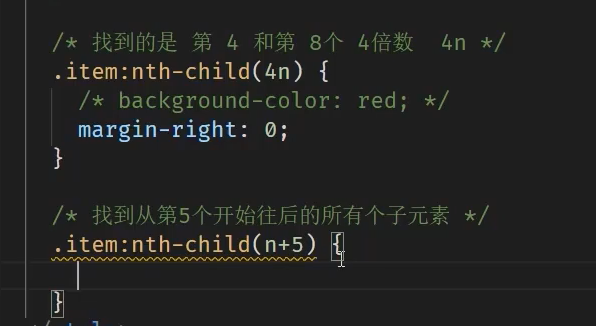 /* 找到的是 第 4 和第 8个 4倍数  4n */
.item:nth-child(4n) {
/* background-color: red; */
margin-right: 0;
}
/* 找到从第5个开始往后的所有个子元素 */
.item:nth-child(n+5) {
}